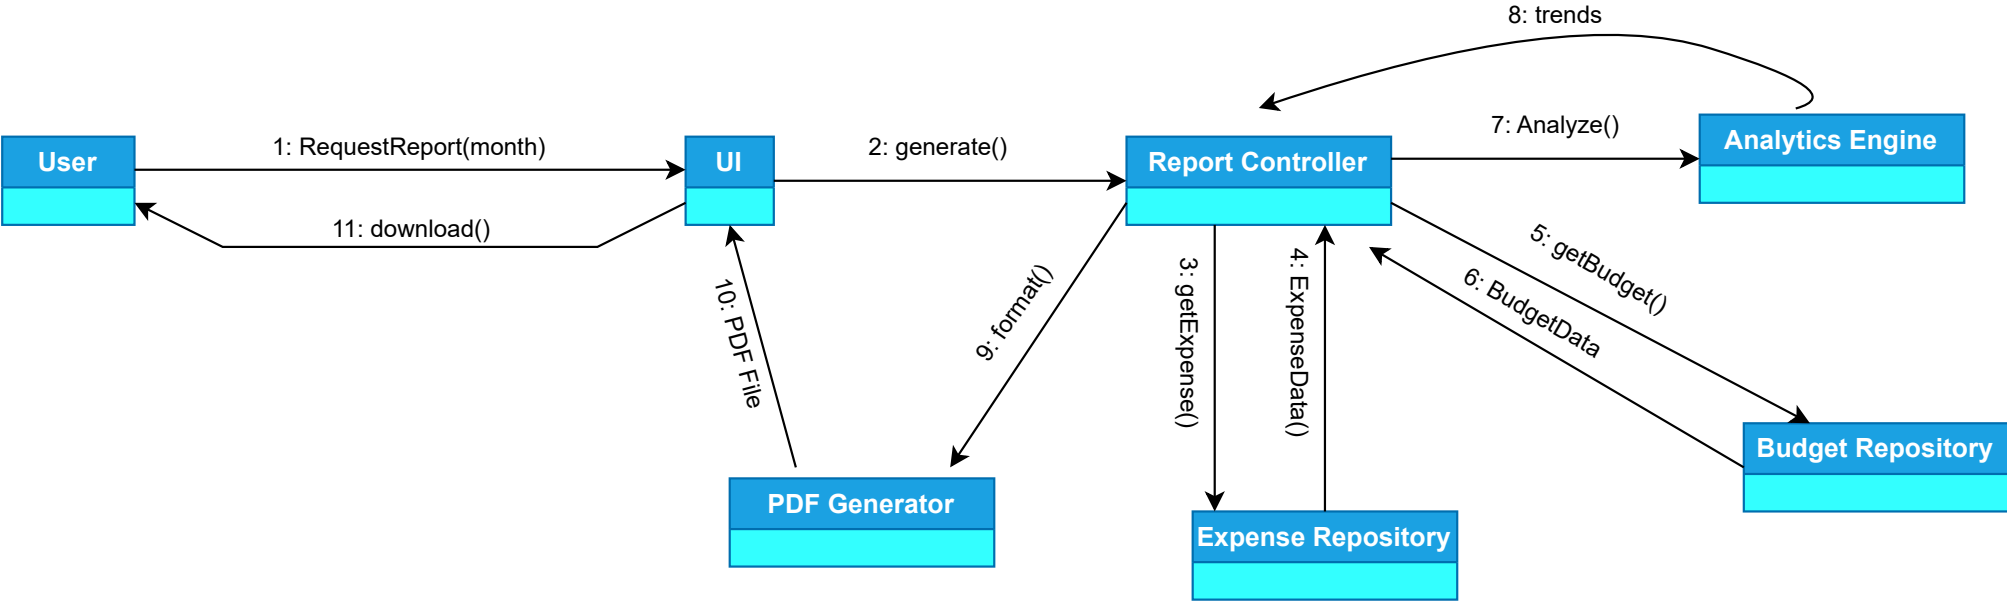 8: trends
7: Analyze()
Analytics Engine
1: RequestReport(month)
2: generate()
User
UI
Report Controller
11: download()
5: getBudget()
6: BudgetData
3: getExpense()
4: ExpenseData()
9: format()
10: PDF File
Budget Repository
PDF Generator
Expense Repository